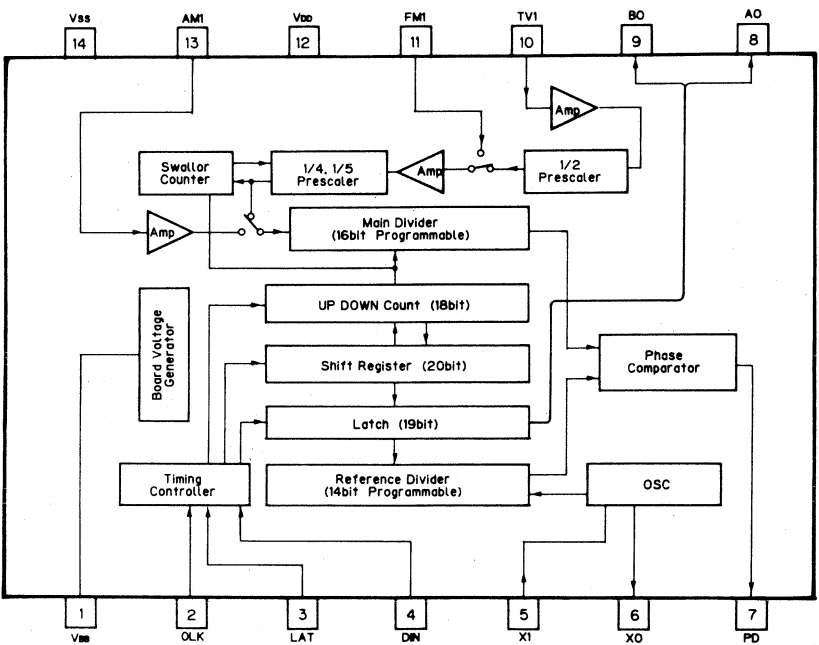 Vss AM1 VDD FM1 TV1 BO AO
14 13 12 11 10 9 8
Amp
Swallor
Counter
1/4, 1/5
Prescaler
Amp
1/2
Prescaler
Amp
Main Divider
(16bit Programmable)
UP DOWN Count (18bit)
Board Voltage
Generator
Shift Register (20bit)
Phase
Comparator
Latch (19bit)
Timing
Controller
Reference Divider
(14bit Programmable)
OSC
1 2 3 4 5 6 7
VBB OLK LAT DIN X1 XO PD